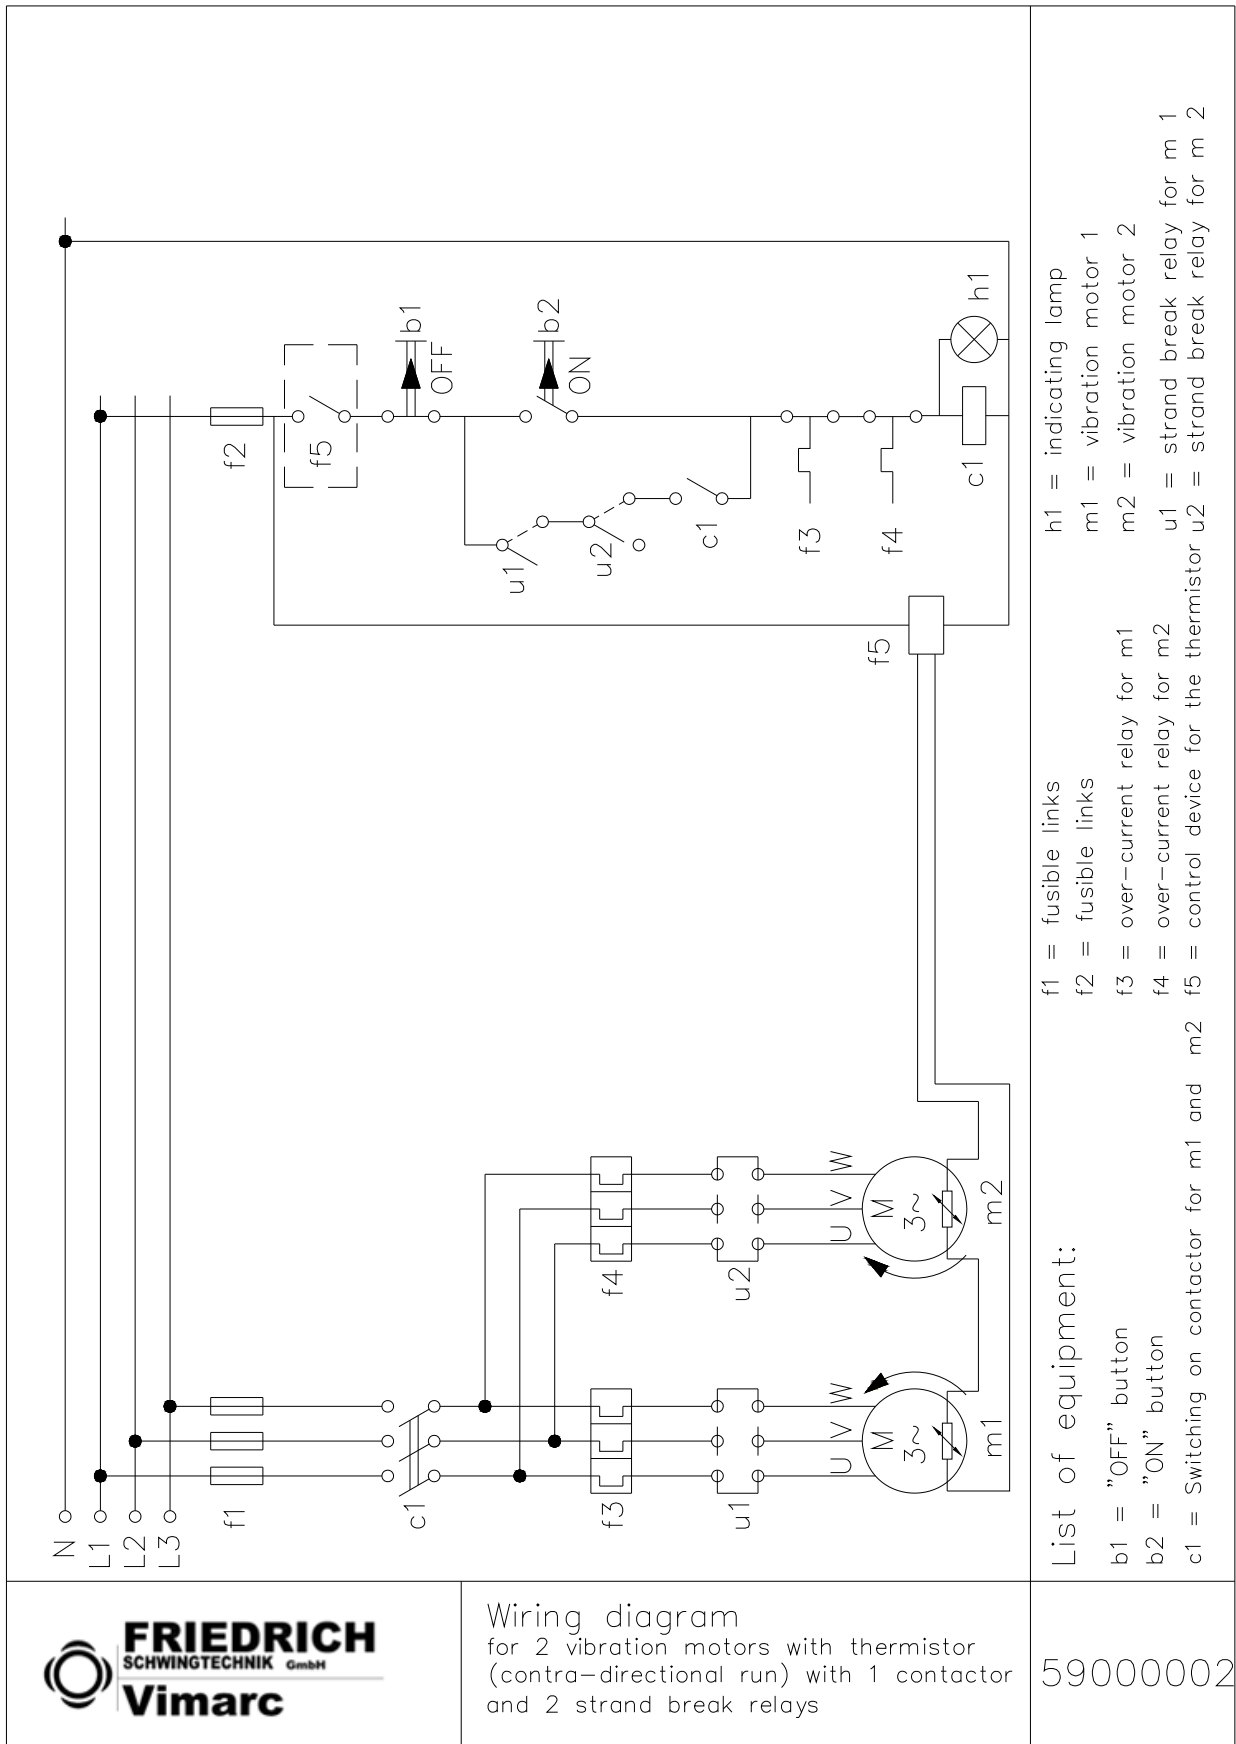 N
L1
L2
L3
f1
c1
f3
u1
U V W
M
3~
m1
f4
u2
U V W
M
3~
m2
f2
f5
b1
OFF
b2
ON
u1
u2
c1
f3
f4
c1
h1
f5
List of equipment:
b1 = "OFF" button
b2 = "ON" button
c1 = Switching on contactor for m1 and m2
f1 = fusible links
f2 = fusible links
f3 = over-current relay for m1
f4 = over-current relay for m2
f5 = control device for the thermistor
h1 = indicating lamp
m1 = vibration motor 1
m2 = vibration motor 2
u1 = strand break relay for m 1
u2 = strand break relay for m 2
FRIEDRICH
SCHWINGTECHNIK GmbH
Vimarc
Wiring diagram
for 2 vibration motors with thermistor
(contra-directional run) with 1 contactor
and 2 strand break relays
59000002